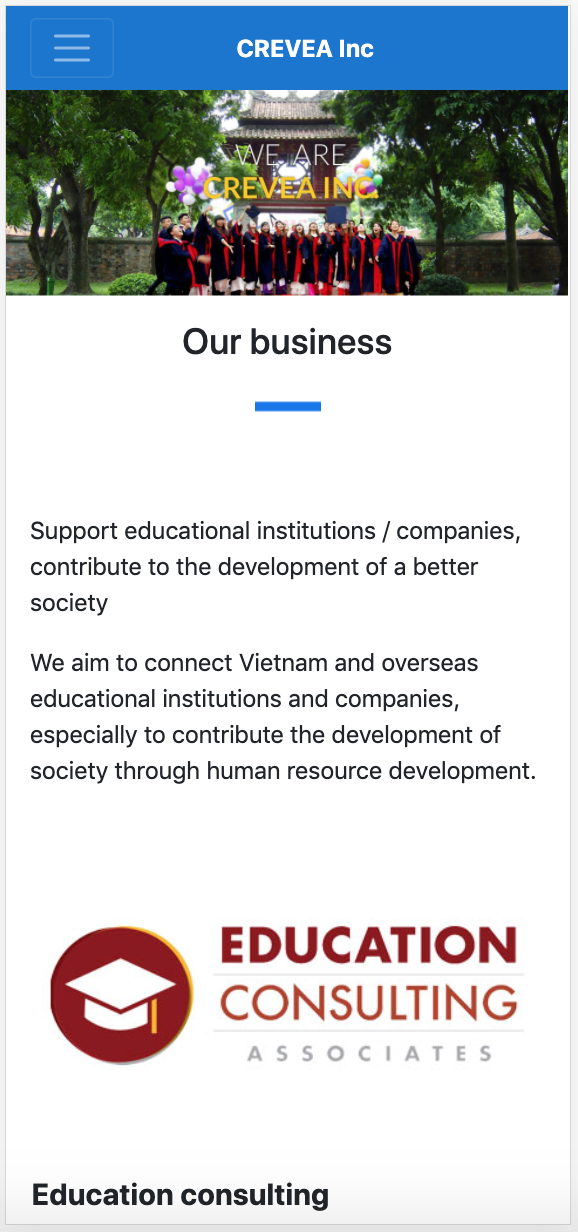 CREVEA Inc
WE ARE
CREVEA INC.
Our business
Support educational institutions / companies,
contribute to the development of a better
society
We aim to connect Vietnam and overseas
educational institutions and companies,
especially to contribute the development of
society through human resource development.
EDUCATION
CONSULTING
ASSOCIATES
Education consulting